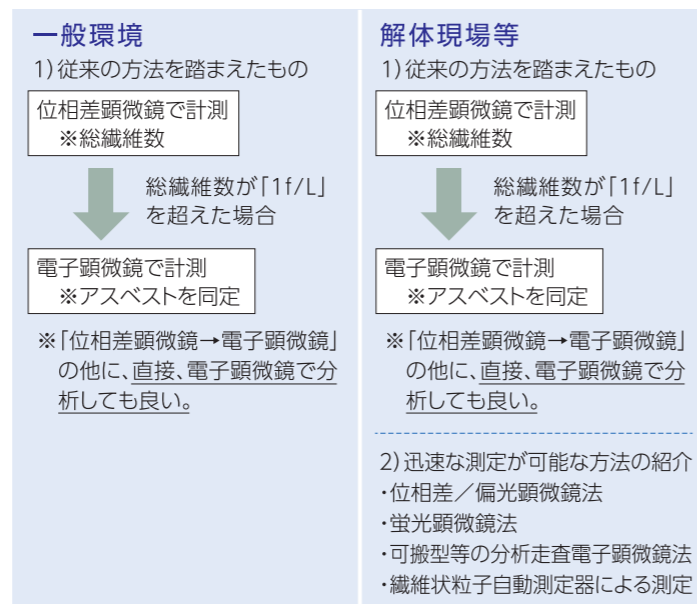 一般環境
1)従来の方法を踏まえたもの
位相差顕微鏡で計測
※総繊維数
総繊維数が「1f/L」
を超えた場合
電子顕微鏡で計測
※アスベストを同定
※「位相差顕微鏡→電子顕微鏡」
の他に、直接、電子顕微鏡で分
析しても良い。
解体現場等
1)従来の方法を踏まえたもの
位相差顕微鏡で計測
※総繊維数
総繊維数が「1f/L」
を超えた場合
電子顕微鏡で計測
※アスベストを同定
※「位相差顕微鏡→電子顕微鏡」
の他に、直接、電子顕微鏡で分
析しても良い。
2)迅速な測定が可能な方法の紹介
・位相差／偏光顕微鏡法
・蛍光顕微鏡法
・可搬型等の分析走査電子顕微鏡法
・繊維状粒子自動測定器による測定